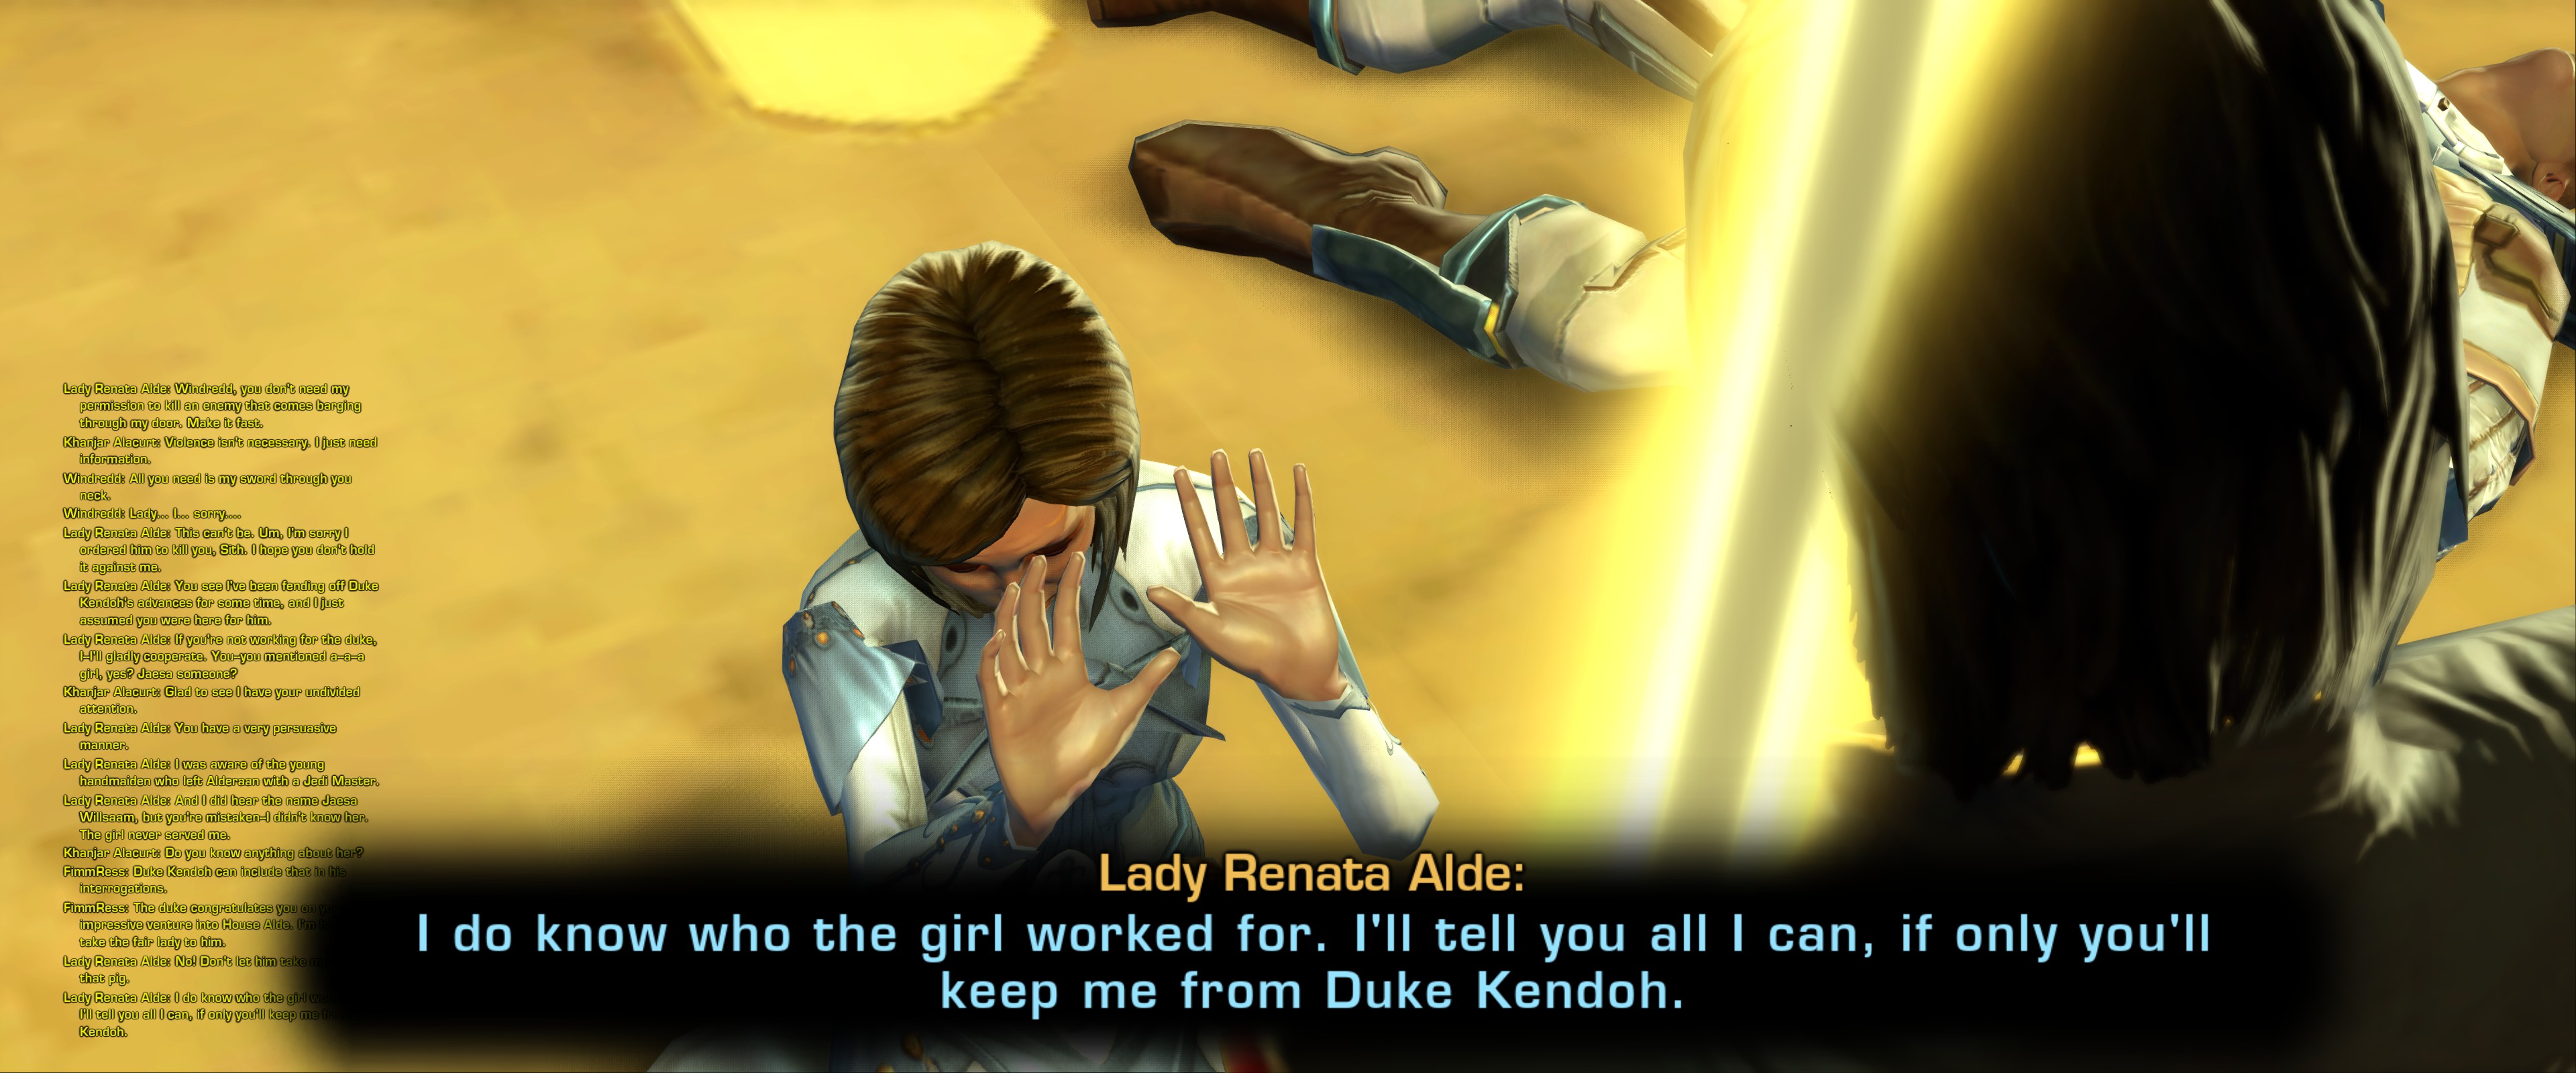 Lady Renata Alde: Windredd, you don't need my
permission to kill an enemy that comes barging
through my door. Make it fast.
Khanjar Alacurt: Violence isn't necessary. I just need
information.
Windredd: All you need is my sword through you
neck.
Windredd: Lady... I... sorry....
Lady Renata Alde: This can't be. Um, I'm sorry I
ordered him to kill you, Sith. I hope you don't hold
it against me.
Lady Renata Alde: You see I've been fending off Duke
Kendoh's advances for some time, and I just
assumed you were here for him.
Lady Renata Alde: If you're not working for the duke,
I-I'll gladly cooperate. You-you mentioned a-a-a
girl, yes? Jaesa someone?
Khanjar Alacurt: Glad to see I have your undivided
attention.
Lady Renata Alde: You have a very persuasive
manner.
Lady Renata Alde: I was aware of the young
handmaiden who left Alderaan with a Jedi Master.
Lady Renata Alde: And I did hear the name Jaesa
Willsaam, but you're mistaken-I didn't know her.
The girl never served me.
Khanjar Alacurt: Do you know anything about her?
FimmRess: Duke Kendoh can include that in his
interrogations.
FimmRess: The duke congratulates you on
impressive venture into House Alde. I'm
take the fair lady to him.
Lady Renata Alde: No! Don't let him take
that pig.
Lady Renata Alde: I do know who the girl
I'll tell you all I can, if only you'll keep me
Kendoh.
Lady Renata Alde:
I do know who the girl worked for. I'll tell you all I can, if only you'll
keep me from Duke Kendoh.